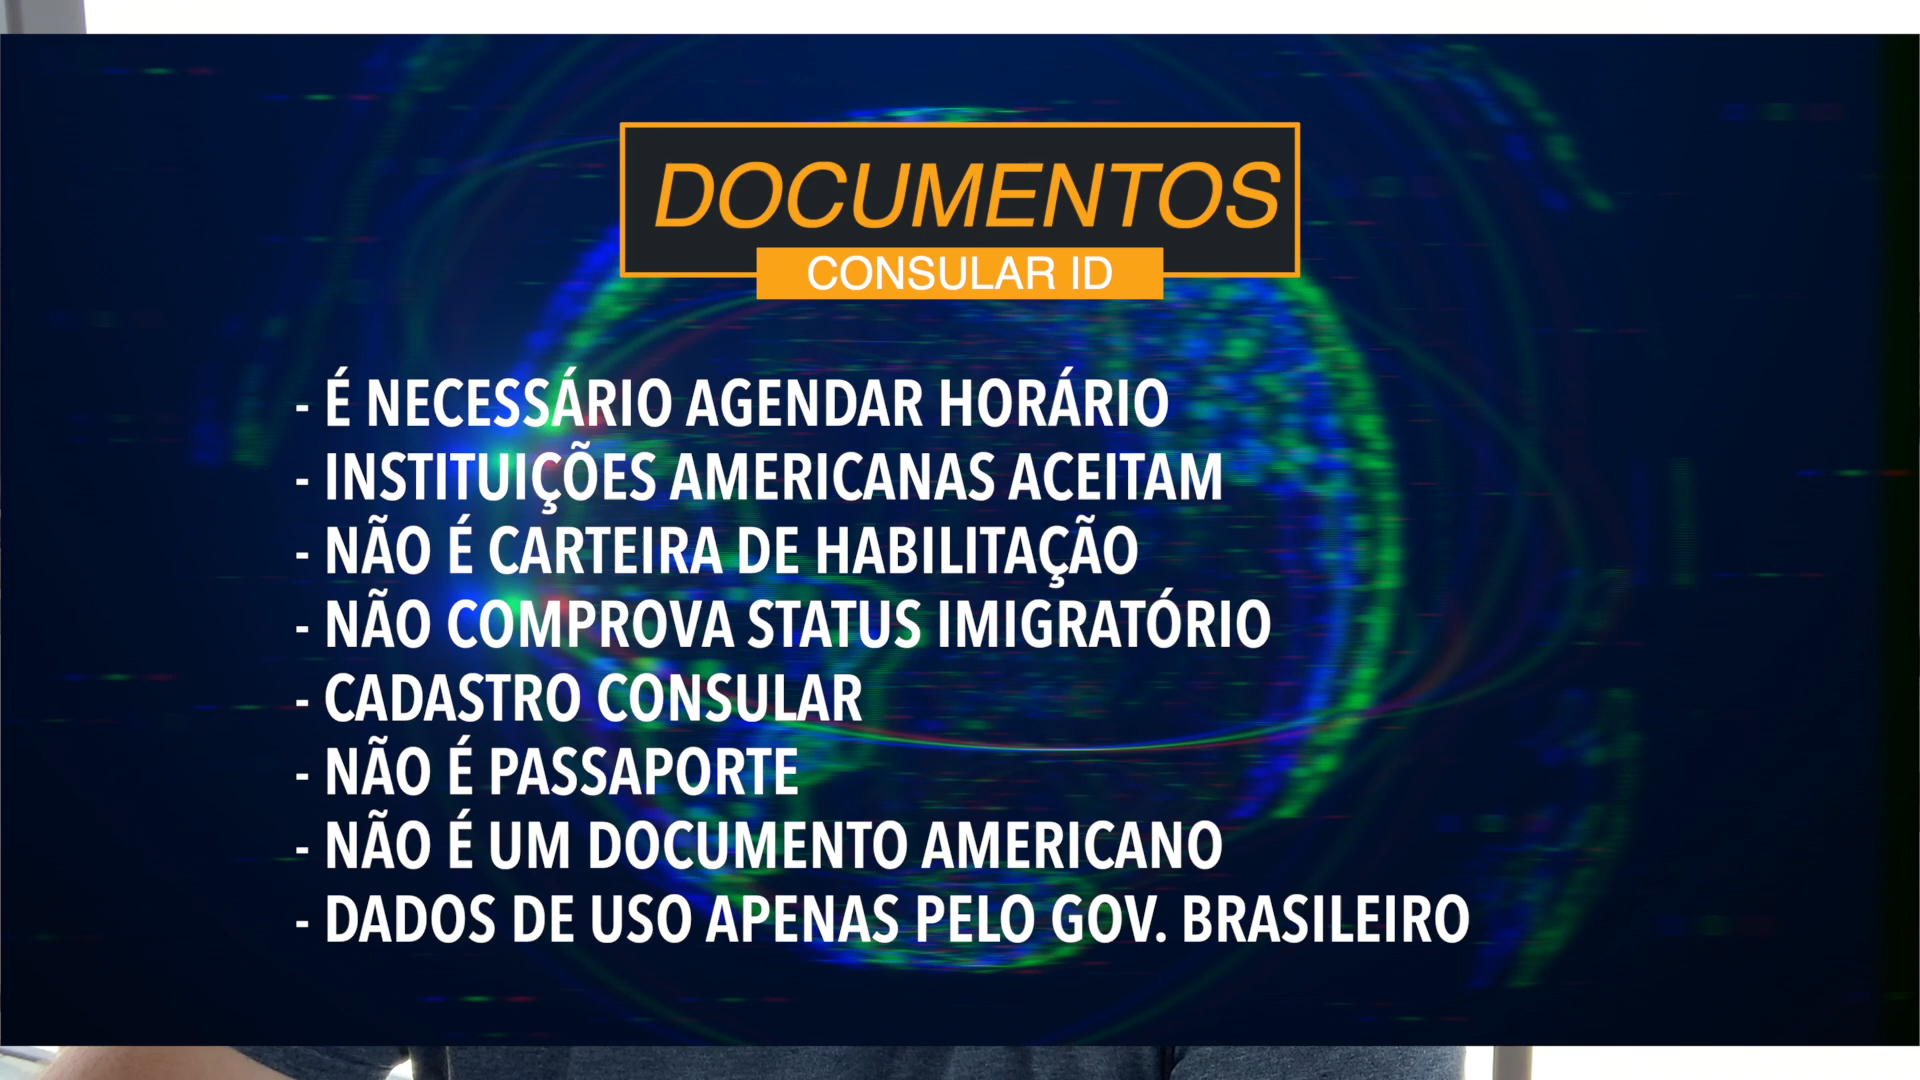 DOCUMENTOS
CONSULAR ID
- É NECESSÁRIO AGENDAR HORÁRIO
- INSTITUIÇÕES AMERICANAS ACEITAM
- NÃO É CARTEIRA DE HABILITAÇÃO
- NÃO COMPROVA STATUS IMIGRATÓRIO
- CADASTRO CONSULAR
- NÃO É PASSAPORTE
- NÃO É UM DOCUMENTO AMERICANO
- DADOS DE USO APENAS PELO GOV. BRASILEIRO